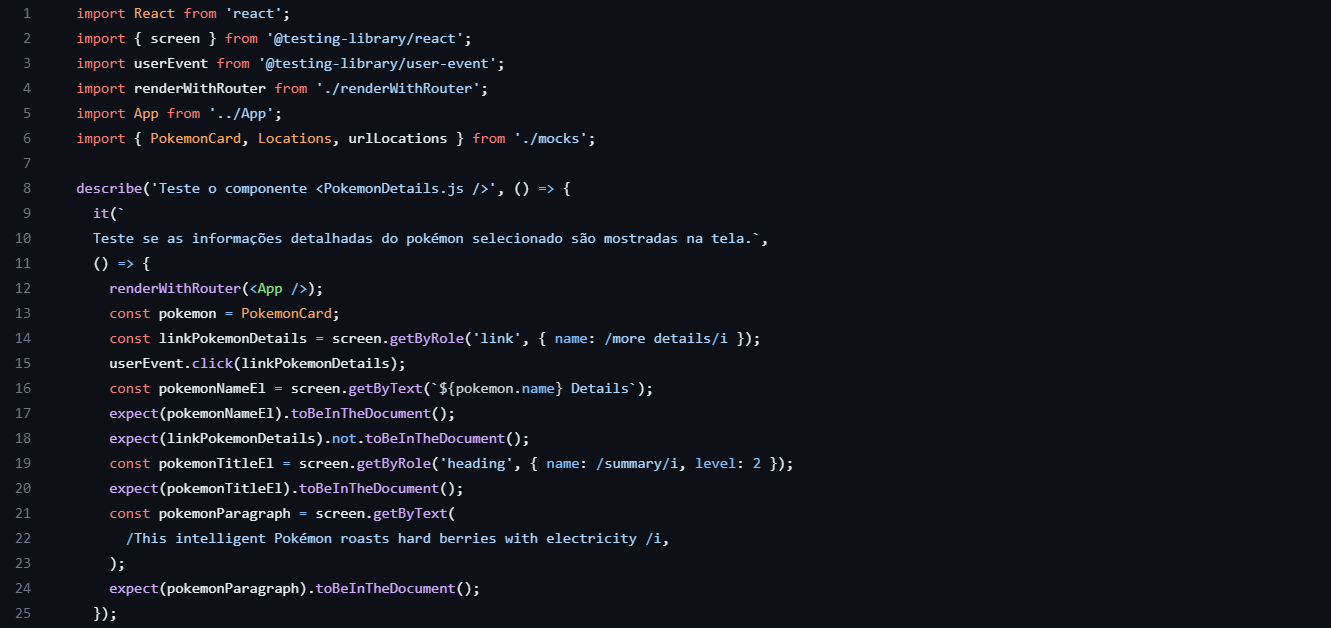 1 import React from 'react';
2 import { screen } from '@testing-library/react';
3 import userEvent from '@testing-library/user-event';
4 import renderWithRouter from './renderWithRouter';
5 import App from '../App';
6 import { PokemonCard, Locations, urlLocations } from './mocks';
7
8 describe('Teste o componente <PokemonDetails.js />', () => {
9   it(`
10   Teste se as informações detalhadas do pokémon selecionado são mostradas na tela.`,
11   () => {
12     renderWithRouter(<App />);
13     const pokemon = PokemonCard;
14     const linkPokemonDetails = screen.getByRole('link', { name: /more details/i });
15     userEvent.click(linkPokemonDetails);
16     const pokemonNameEl = screen.getByText(`${pokemon.name} Details`);
17     expect(pokemonNameEl).toBeInTheDocument();
18     expect(linkPokemonDetails).not.toBeInTheDocument();
19     const pokemonTitleEl = screen.getByRole('heading', { name: /summary/i, level: 2 });
20     expect(pokemonTitleEl).toBeInTheDocument();
21     const pokemonParagraph = screen.getByText(
22       /This intelligent Pokémon roasts hard berries with electricity /i,
23     );
24     expect(pokemonParagraph).toBeInTheDocument();
25   });